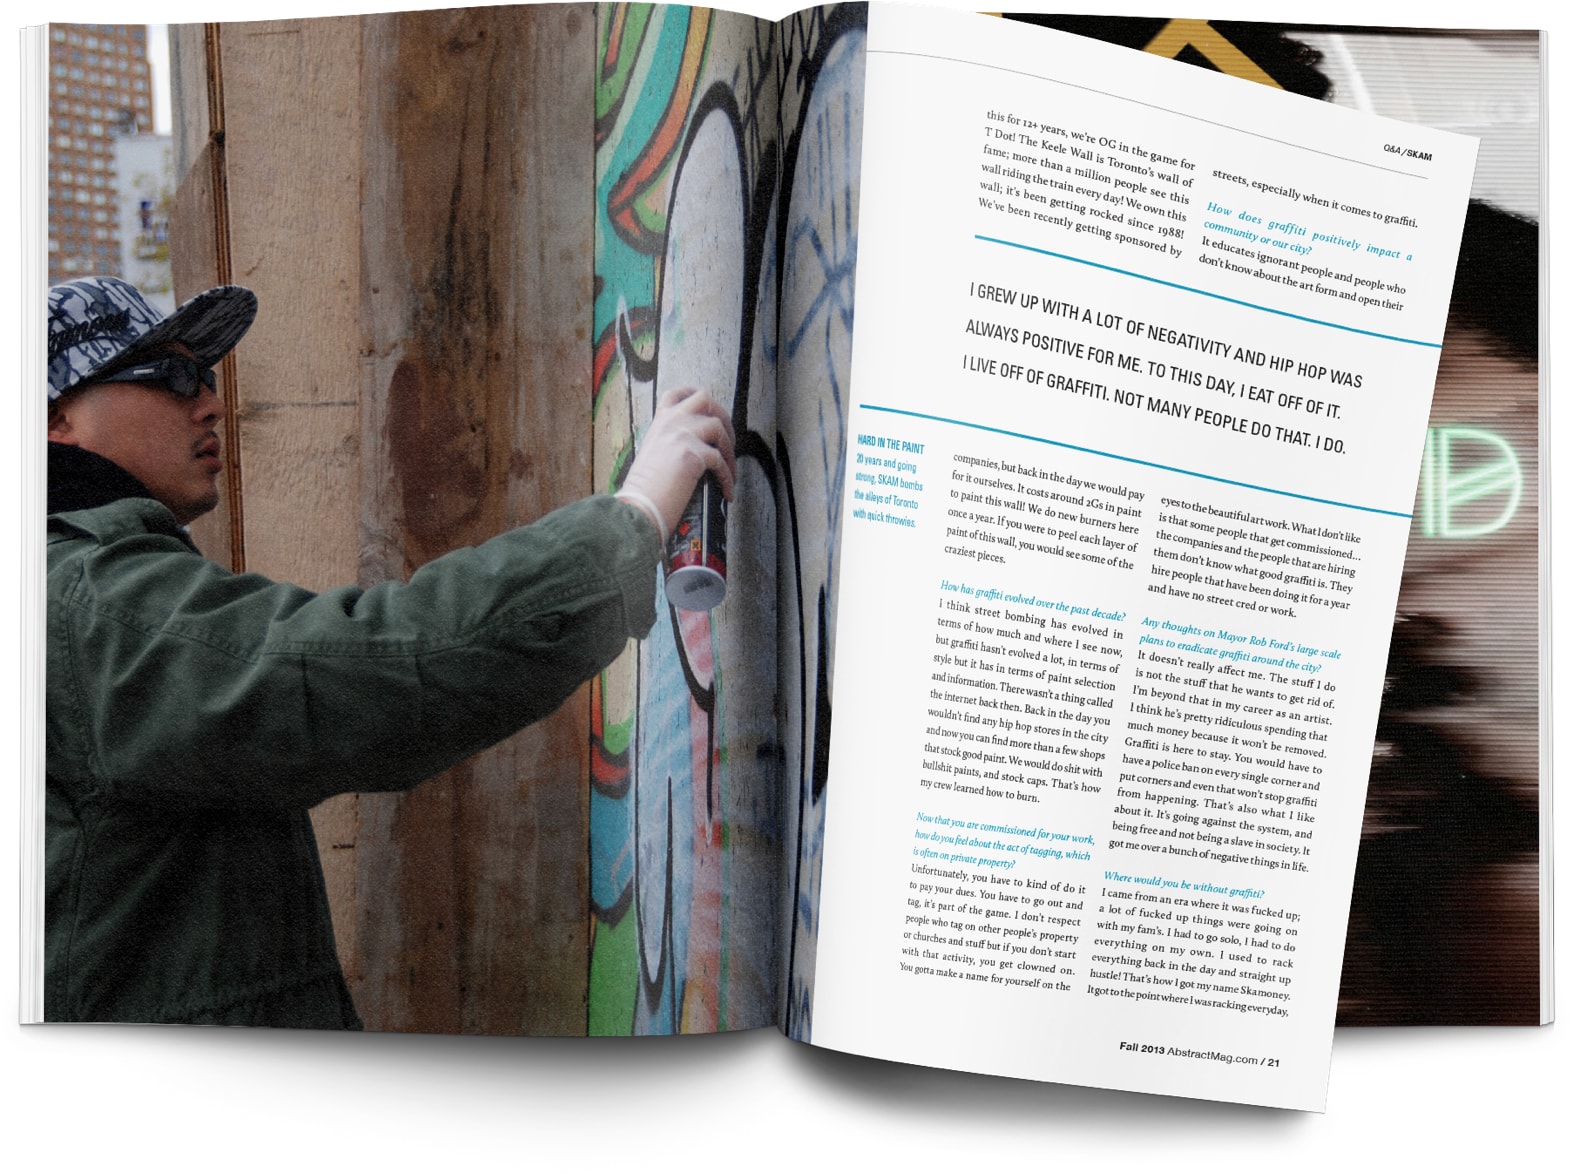 Q&A/SKAM
this for 12+ years, we're OG in the game for
T Dot! The Keele Wall is Toronto's wall of
fame; more than a million people see this
wall riding the train every day! We own this
wall; it's been getting rocked since 1988!
We've been recently getting sponsored by
streets, especially when it comes to graffiti.
How does graffiti positively impact a
community or our city?
It educates ignorant people and people who
don't know about the art form and open their
I GREW UP WITH A LOT OF NEGATIVITY AND HIP HOP WAS
ALWAYS POSITIVE FOR ME. TO THIS DAY, I EAT OFF OF IT.
I LIVE OFF OF GRAFFITI. NOT MANY PEOPLE DO THAT. I DO.
HARD IN THE PAINT
20 years and going
strong, SKAM bombs
the alleys of Toronto
with quick throwies.
companies, but back in the day we would pay
for it ourselves. It costs around 2Gs in paint
to paint this wall! We do new burners here
once a year. If you were to peel each layer of
paint of this wall, you would see some of the
craziest pieces.
How has graffiti evolved over the past decade?
I think street bombing has evolved in
terms of how much and where I see now,
but graffiti hasn't evolved a lot, in terms of
style but it has in terms of paint selection
and information. There wasn't a thing called
the internet back then. Back in the day you
wouldn't find any hip hop stores in the city
and now you can find more than a few shops
that stock good paint. We would do shit with
bullshit paints, and stock caps. That's how
my crew learned how to burn.
Now that you are commissioned for your work,
how do you feel about the act of tagging, which
is often on private property?
Unfortunately, you have to kind of do it
to pay your dues. You have to go out and
tag, it's part of the game. I don't respect
people who tag on other people's property
or churches and stuff but if you don't start
with that activity, you get clowned on.
You gotta make a name for yourself on the
eyes to the beautiful art work. What I don't like
is that some people that get commissioned...
the companies and the people that are hiring
them don't know what good graffiti is. They
hire people that have been doing it for a year
and have no street cred or work.
Any thoughts on Mayor Rob Ford's large scale
plans to eradicate graffiti around the city?
It doesn't really affect me. The stuff I do
is not the stuff that he wants to get rid of.
I'm beyond that in my career as an artist.
I think he's pretty ridiculous spending that
much money because it won't be removed.
Graffiti is here to stay. You would have to
have a police ban on every single corner and
put corners and even that won't stop graffiti
from happening. That's also what I like
about it. It's going against the system, and
being free and not being a slave in society. It
got me over a bunch of negative things in life.
Where would you be without graffiti?
I came from an era where it was fucked up;
a lot of fucked up things were going on
with my fam's. I had to go solo, I had to do
everything on my own. I used to rack
everything back in the day and straight up
hustle! That's how I got my name Skamoney.
It got to the point where I was racking everyday,
Fall 2013 AbstractMag.com / 21